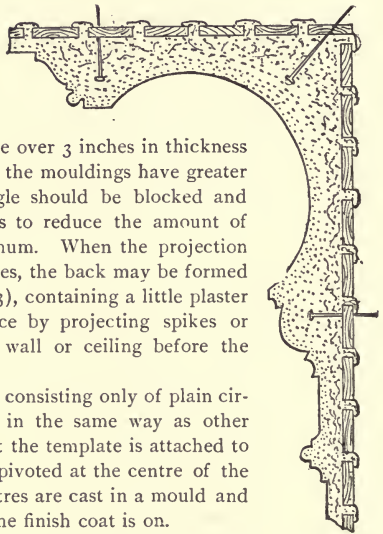 e over 3 inches in thickness
the mouldings have greater
gle should be blocked and
s to reduce the amount of
num. When the projection
es, the back may be formed
3), containing a little plaster
ce by projecting spikes or
wall or ceiling before the
consisting only of plain cir-
in the same way as other
t the template is attached to
pivoted at the centre of the
tres are cast in a mould and
ne finish coat is on.